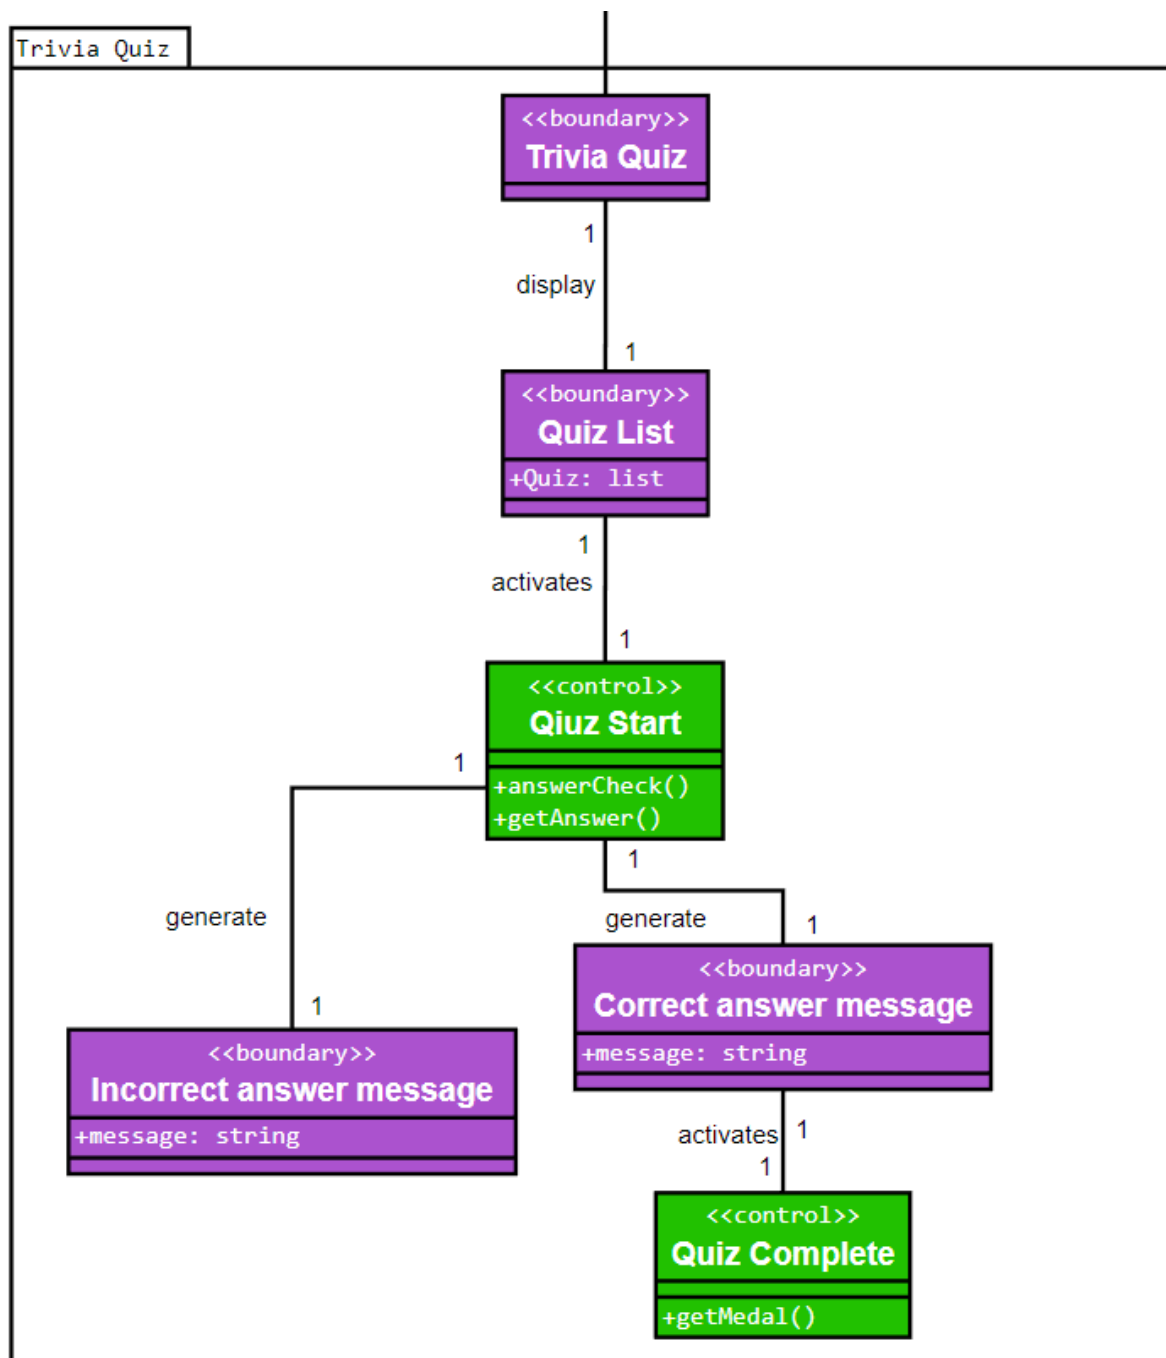 Trivia Quiz
<<boundary>>
Trivia Quiz
1
display
1
<<boundary>>
Quiz List
+Quiz: list
1
activates
1
<<control>>
Qiuz Start
+answerCheck()
+getAnswer()
1
generate
1
<<boundary>>
Incorrect answer message
+message: string
1
generate
1
<<boundary>>
Correct answer message
+message: string
1
activates
1
<<control>>
Quiz Complete
+getMedal()